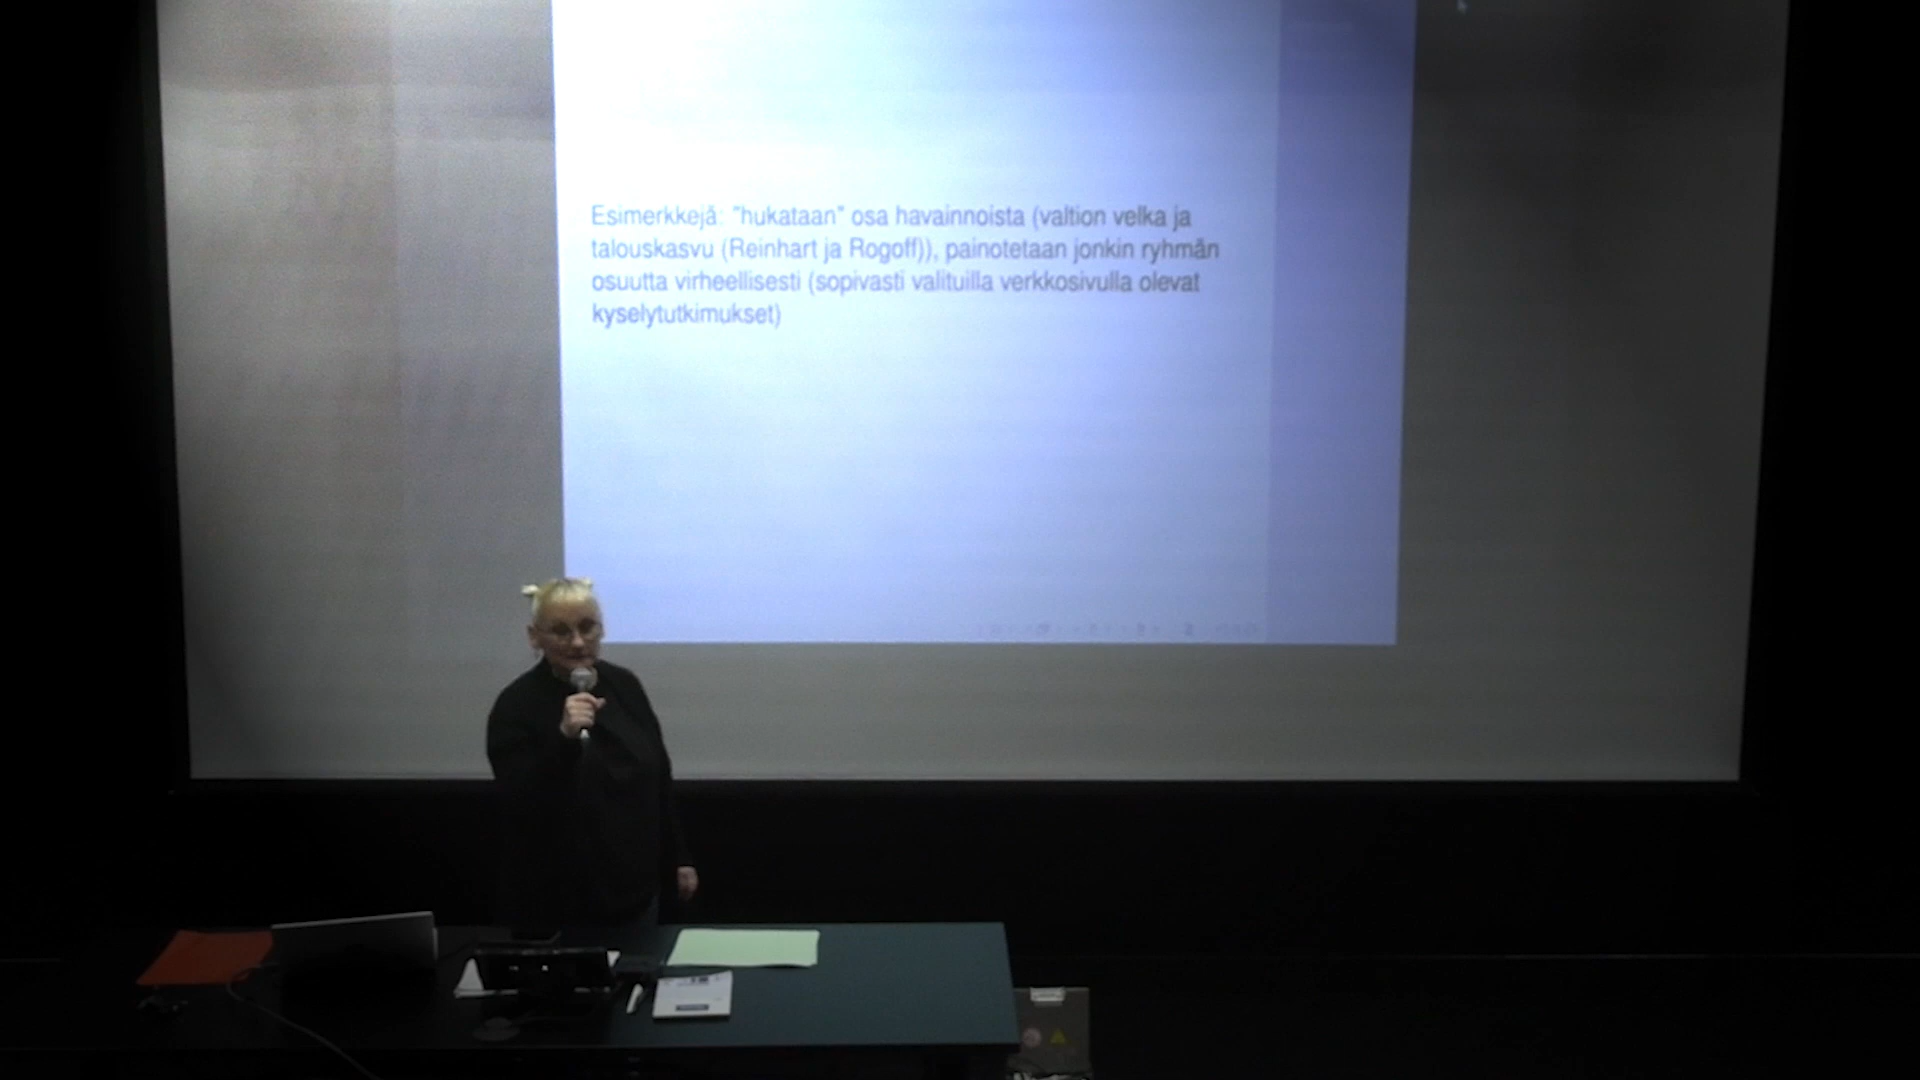 Esimerkkejä: "hukataan" osa havainnoista (valtion velka ja
talouskasvu (Reinhart ja Rogoff)), painotetaan jonkin ryhmän
osuutta virheellisesti (sopivasti valituilla verkkosivulla olevat
kyselytutkimukset)